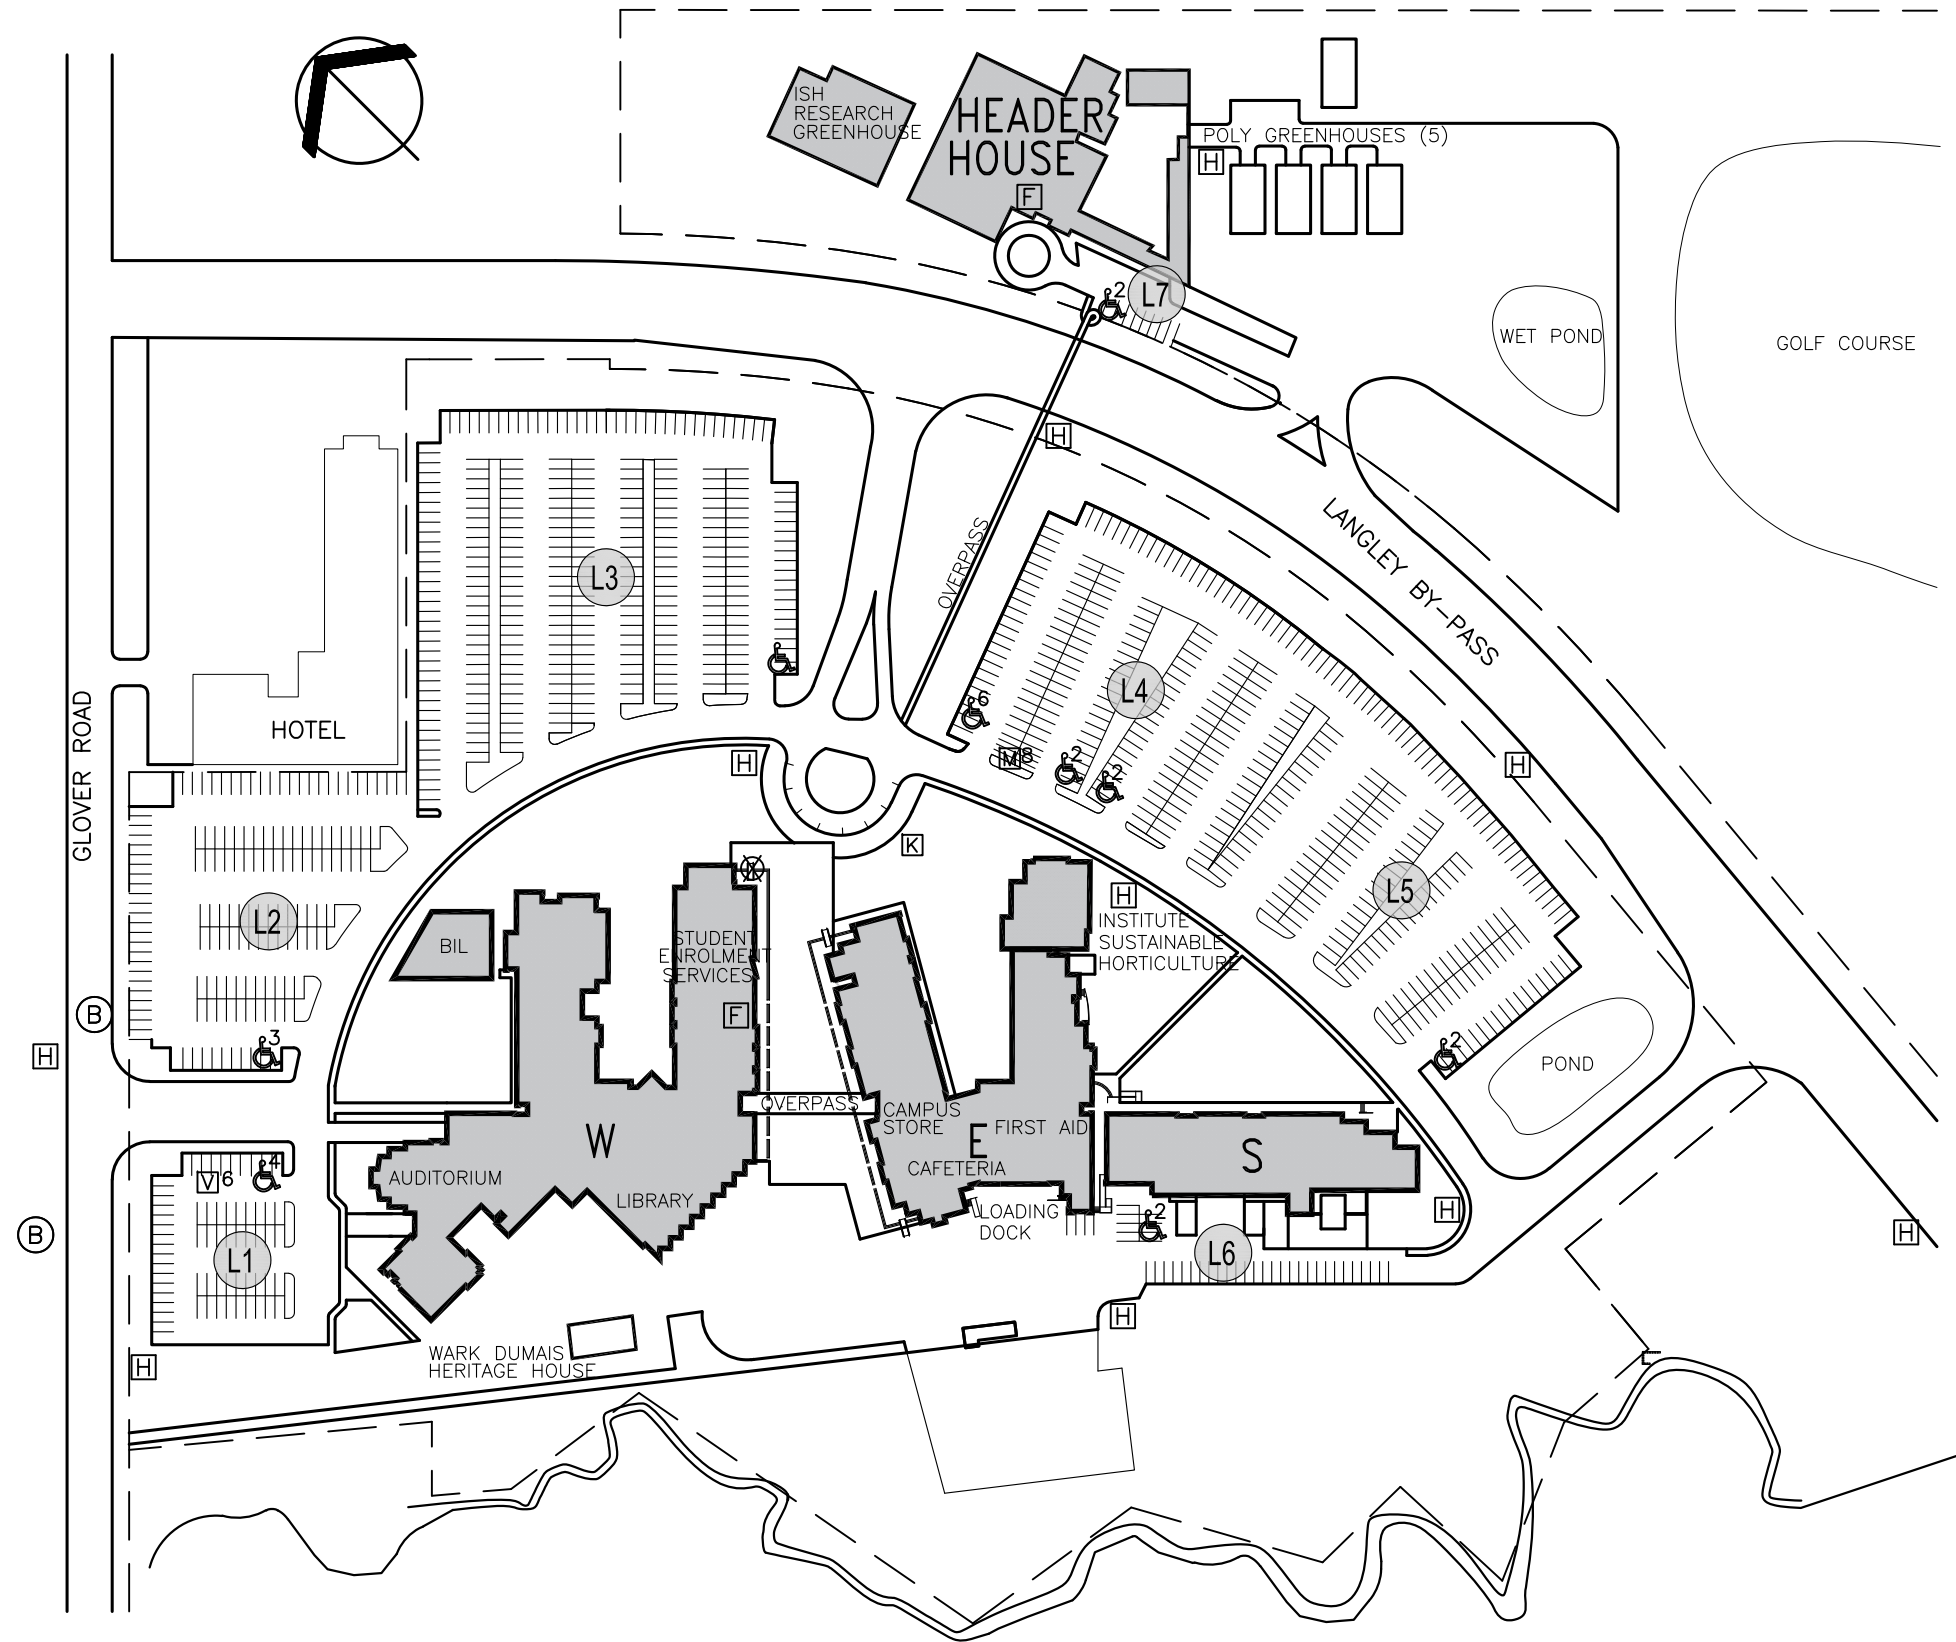 ISH
RESEARCH
GREENHOUSE
HEADER
HOUSE
F
POLY GREENHOUSES (5)
H
2
L7
WET POND
GOLF COURSE
H
LANGLEY BY-PASS
OVERPASS
L3
L4
6
M 8
2
2
H
HOTEL
GLOVER ROAD
H
K
L5
L2
BIL
STUDENT
ENROLMENT
SERVICES
F
H
INSTITUTE
SUSTAINABLE
HORTICULTURE
B
H
3
2
POND
OVERPASS
CAMPUS
STORE
FIRST AID
W
E
S
CAFETERIA
AUDITORIUM
LIBRARY
V 6
4
LOADING
DOCK
2
H
H
B
L1
L6
H
H
WARK DUMAIS
HERITAGE HOUSE